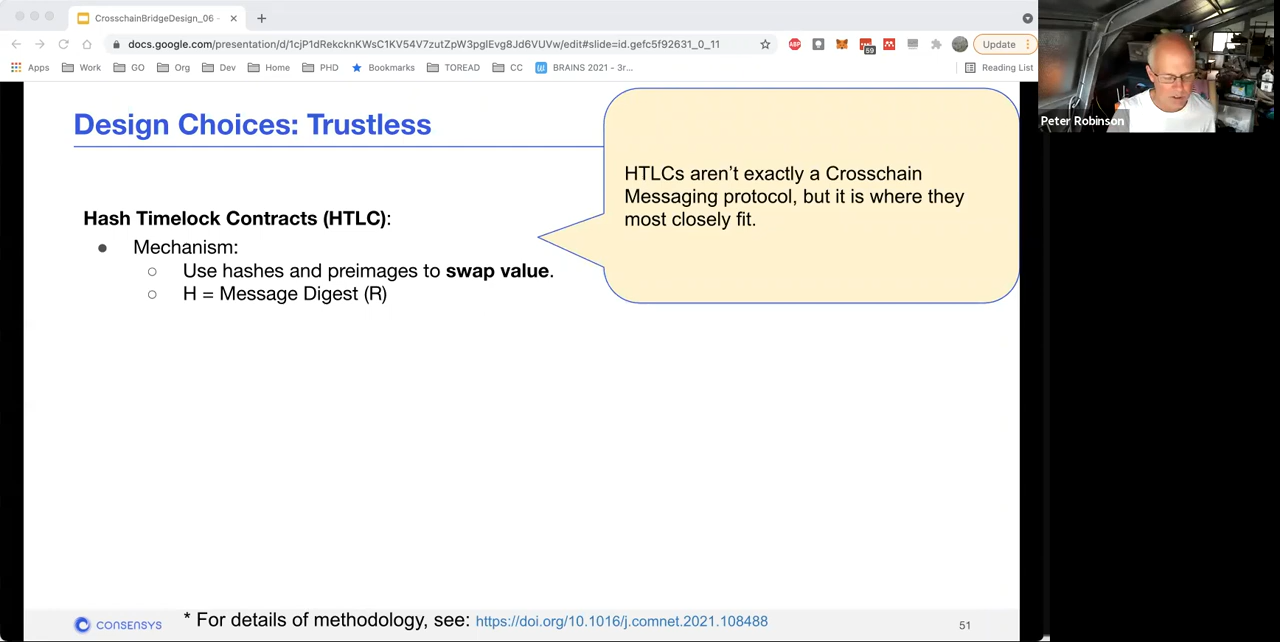 CrosschainBridgeDesign_06 -
docs.google.com/presentation/d/1cjP1dRekcknKWsC1KV54V7zutZpW3pglEvg8Jd6VUVw/edit#slide=id.gefc5f92631_0_11
ABP
59
Update
Apps
Work
GO
Org
Dev
Home
PHD
Bookmarks
TOREAD
CC
BRAINS 2021 - 3r...
Reading List
Peter Robinson
Design Choices: Trustless
HTLCs aren’t exactly a Crosschain
Messaging protocol, but it is where they
most closely fit.
Hash Timelock Contracts (HTLC):
Mechanism:
Use hashes and preimages to swap value.
H = Message Digest (R)
CONSENSYS
* For details of methodology, see: https://doi.org/10.1016/j.comnet.2021.108488
51